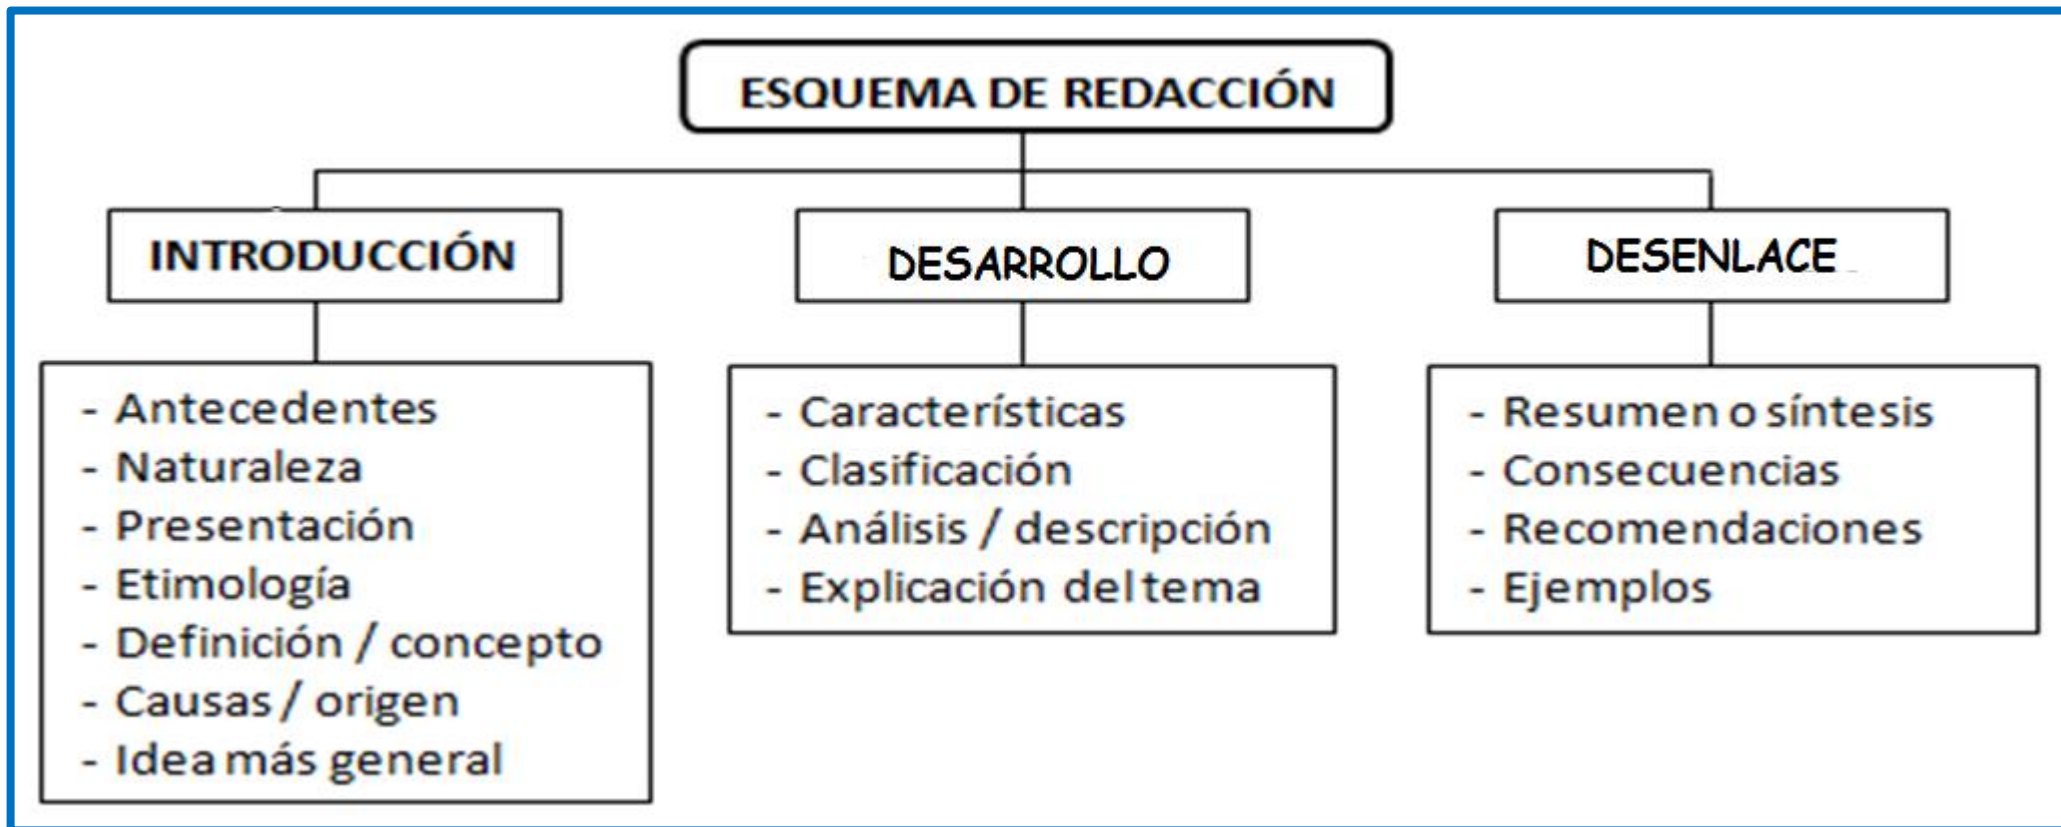 ESQUEMA DE REDACCIÓN
INTRODUCCIÓN
- Antecedentes
- Naturaleza
- Presentación
- Etimología
- Definición / concepto
- Causas / origen
- Idea más general
DESARROLLO
- Características
- Clasificación
- Análisis / descripción
- Explicación del tema
DESENLACE
- Resumen o síntesis
- Consecuencias
- Recomendaciones
- Ejemplos